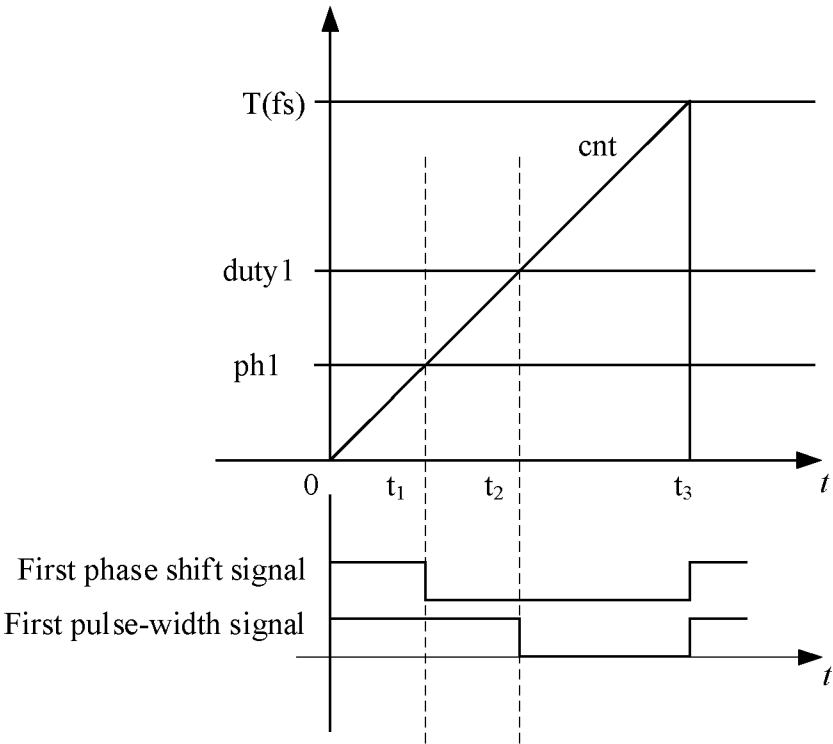 T(fs)
cnt
duty1
ph1
0 t₁ t₂ t₃ t
First phase shift signal
First pulse-width signal
t